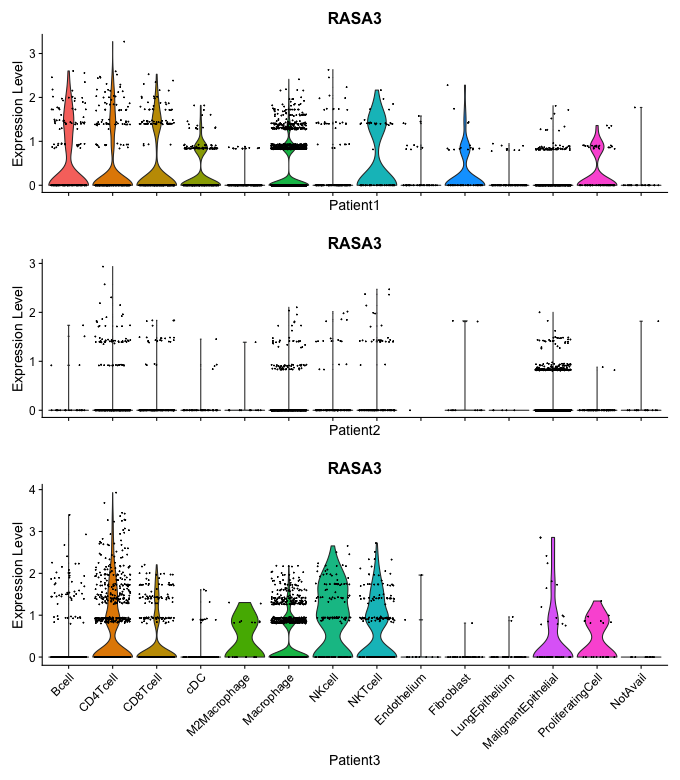 RASA3
Expression Level
3
2
1
0
Patient1
RASA3
Expression Level
3
2
1
0
Patient2
RASA3
Expression Level
4
3
2
1
0
Bcell
CD4Tcell
CD8Tcell
cDC
M2Macrophage
Macrophage
NKcell
NKTcell
Endothelium
Fibroblast
LungEpithelium
MalignantEpithelial
ProliferatingCell
NotAvail
Patient3